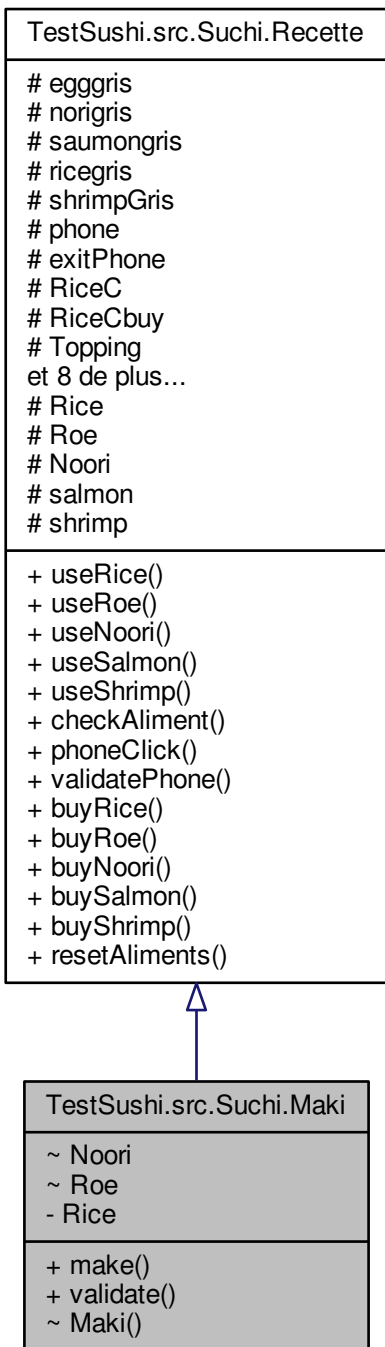 TestSushi.src.Suchi.Recette
# egggris
# norigris
# saumongris
# ricegris
# shrimpGris
# phone
# exitPhone
# RiceC
# RiceCbuy
# Topping
et 8 de plus...
# Rice
# Roe
# Noori
# salmon
# shrimp
+ useRice()
+ useRoe()
+ useNoori()
+ useSalmon()
+ useShrimp()
+ checkAliment()
+ phoneClick()
+ validatePhone()
+ buyRice()
+ buyRoe()
+ buyNoori()
+ buySalmon()
+ buyShrimp()
+ resetAliments()
TestSushi.src.Suchi.Maki
~ Noori
~ Roe
- Rice
+ make()
+ validate()
~ Maki()